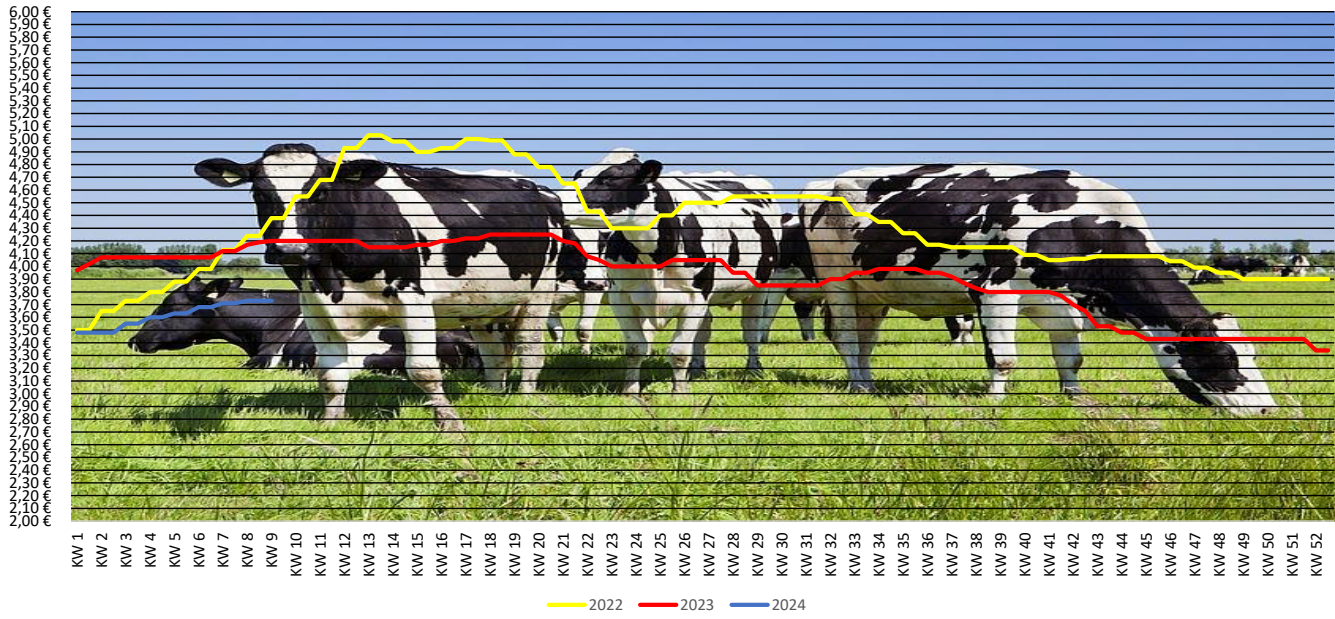 6,00 €
5,90 €
5,80 €
5,70 €
5,60 €
5,50 €
5,40 €
5,30 €
5,20 €
5,10 €
5,00 €
4,90 €
4,80 €
4,70 €
4,60 €
4,50 €
4,40 €
4,30 €
4,20 €
4,10 €
4,00 €
3,90 €
3,80 €
3,70 €
3,60 €
3,50 €
3,40 €
3,30 €
3,20 €
3,10 €
3,00 €
2,90 €
2,80 €
2,70 €
2,60 €
2,50 €
2,40 €
2,30 €
2,20 €
2,10 €
2,00 €
KW 1
KW 2
KW 3
KW 4
KW 5
KW 6
KW 7
KW 8
KW 9
KW 10
KW 11
KW 12
KW 13
KW 14
KW 15
KW 16
KW 17
KW 18
KW 19
KW 20
KW 21
KW 22
KW 23
KW 24
KW 25
KW 26
KW 27
KW 28
KW 29
KW 30
KW 31
KW 32
KW 33
KW 34
KW 35
KW 36
KW 37
KW 38
KW 39
KW 40
KW 41
KW 42
KW 43
KW 44
KW 45
KW 46
KW 47
KW 48
KW 49
KW 50
KW 51
KW 52
2022 2023 2024